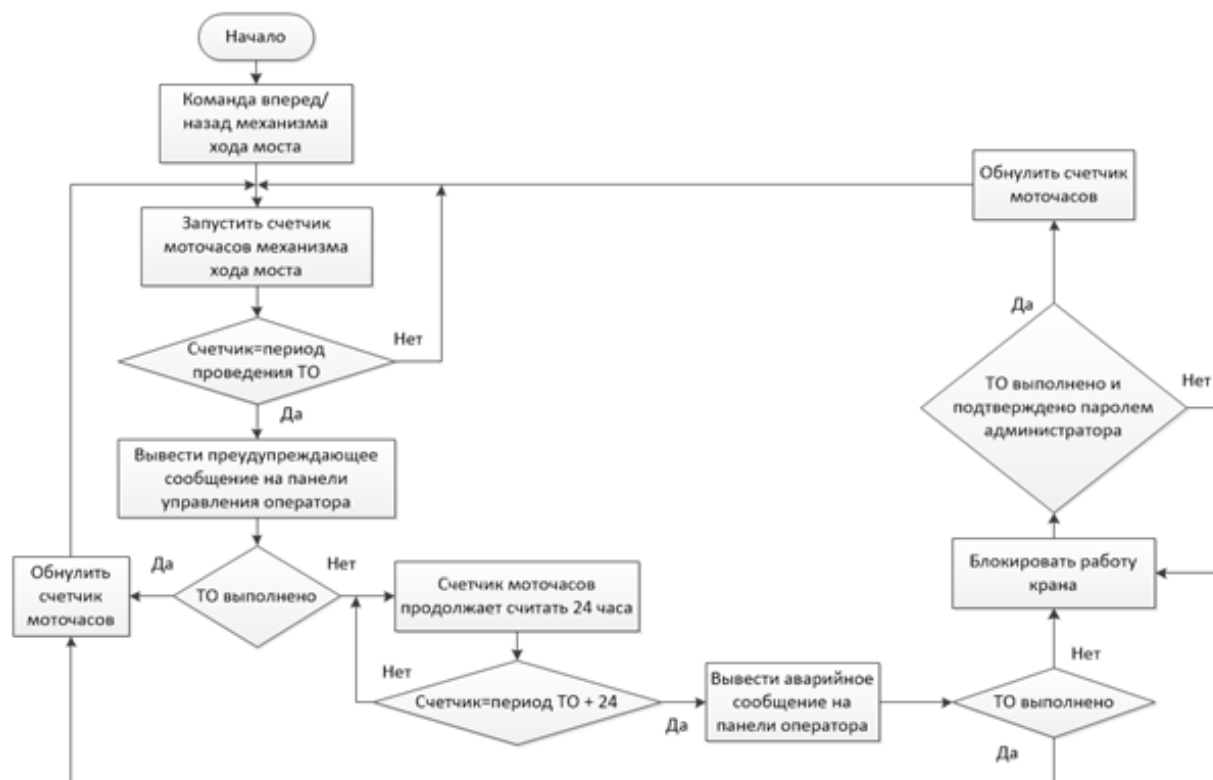 Начало
Команда вперед/
назад механизма
хода моста
Запустить счетчик
моточасов механизма
хода моста
Счетчик=период
проведения ТО
Нет
Да
Вывести преудупреждающее
сообщение на панели
управления оператора
ТО выполнено
Да
Нет
Обнулить
счетчик
моточасов
Счетчик моточасов
продолжает считать 24 часа
Счетчик=период ТО + 24
Нет
Да
Вывести аварийное
сообщение на
панели оператора
ТО выполнено
Нет
Да
Блокировать работу
крана
ТО выполнено и
подтверждено паролем
администратора
Да
Нет
Обнулить счетчик
моточасов